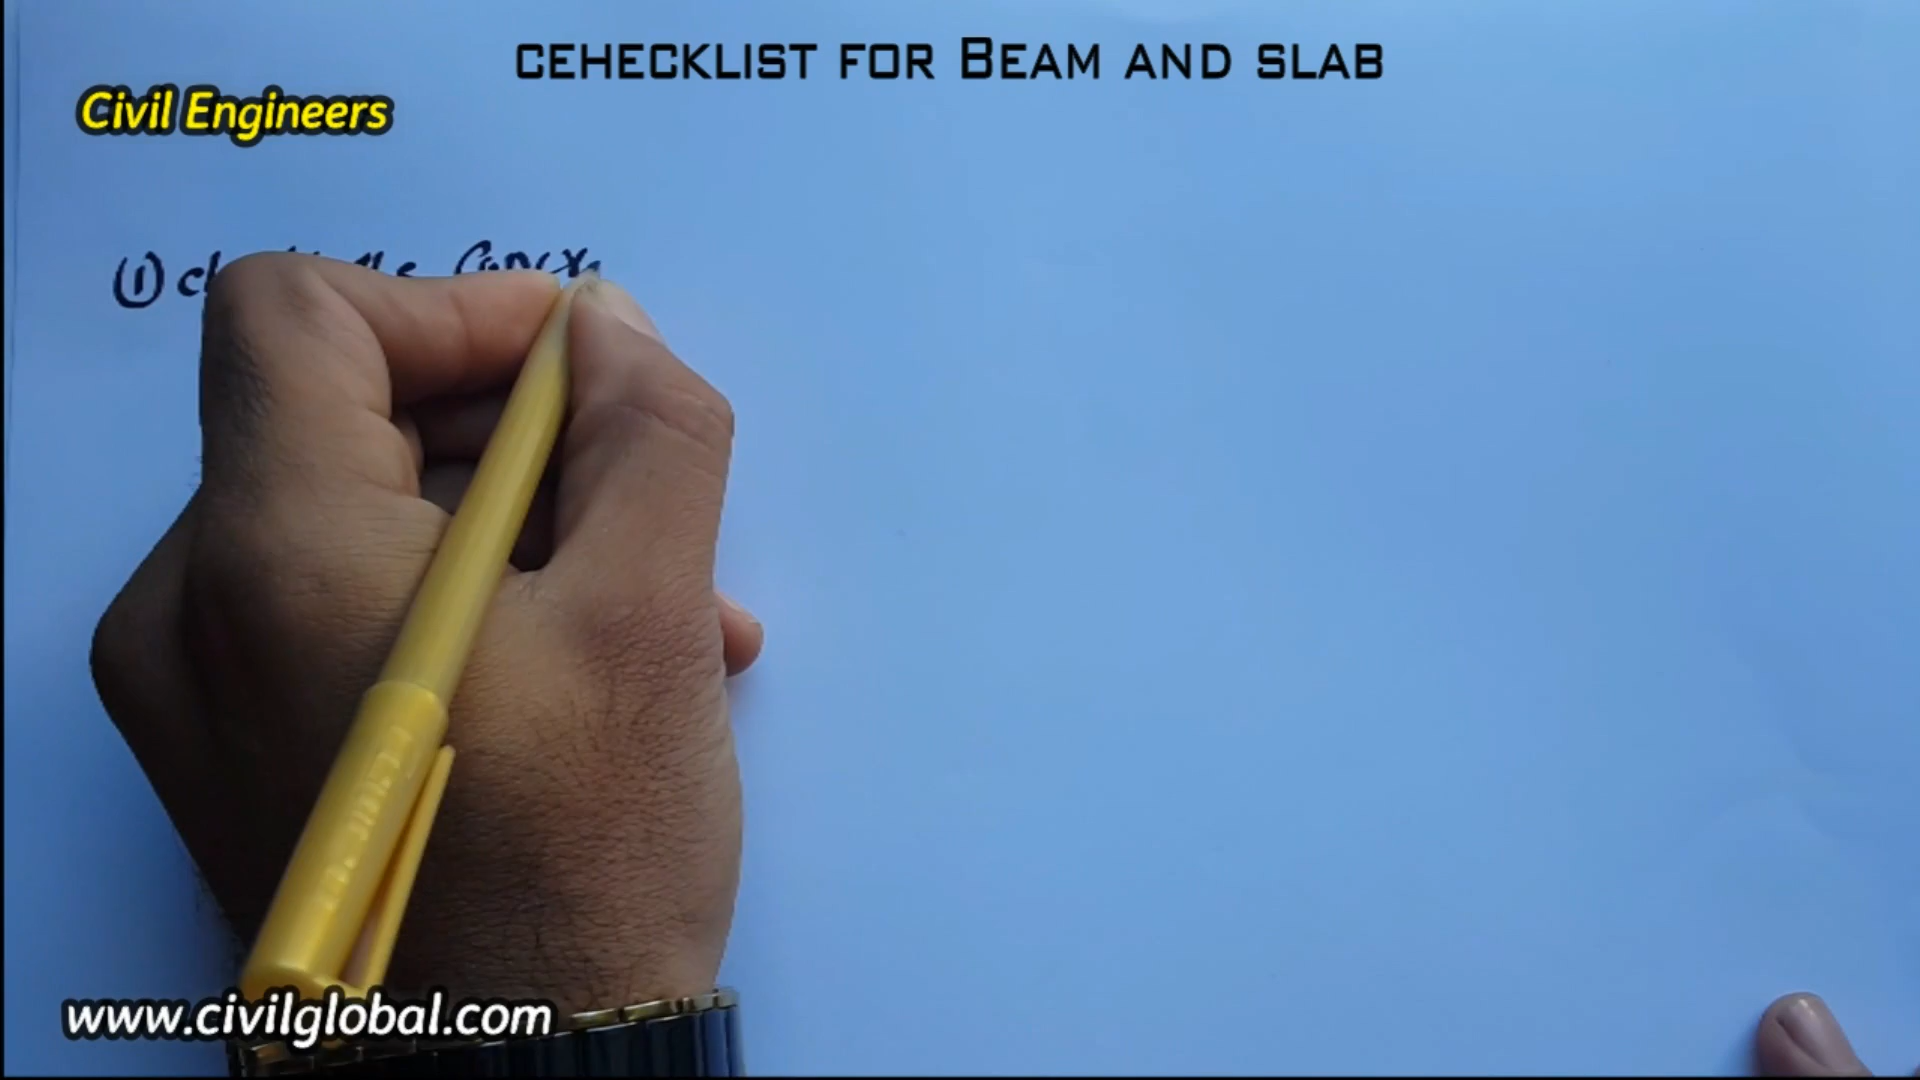 CEHECKLIST FOR BEAM AND SLAB
Civil Engineers
(1)
www.civilglobal.com